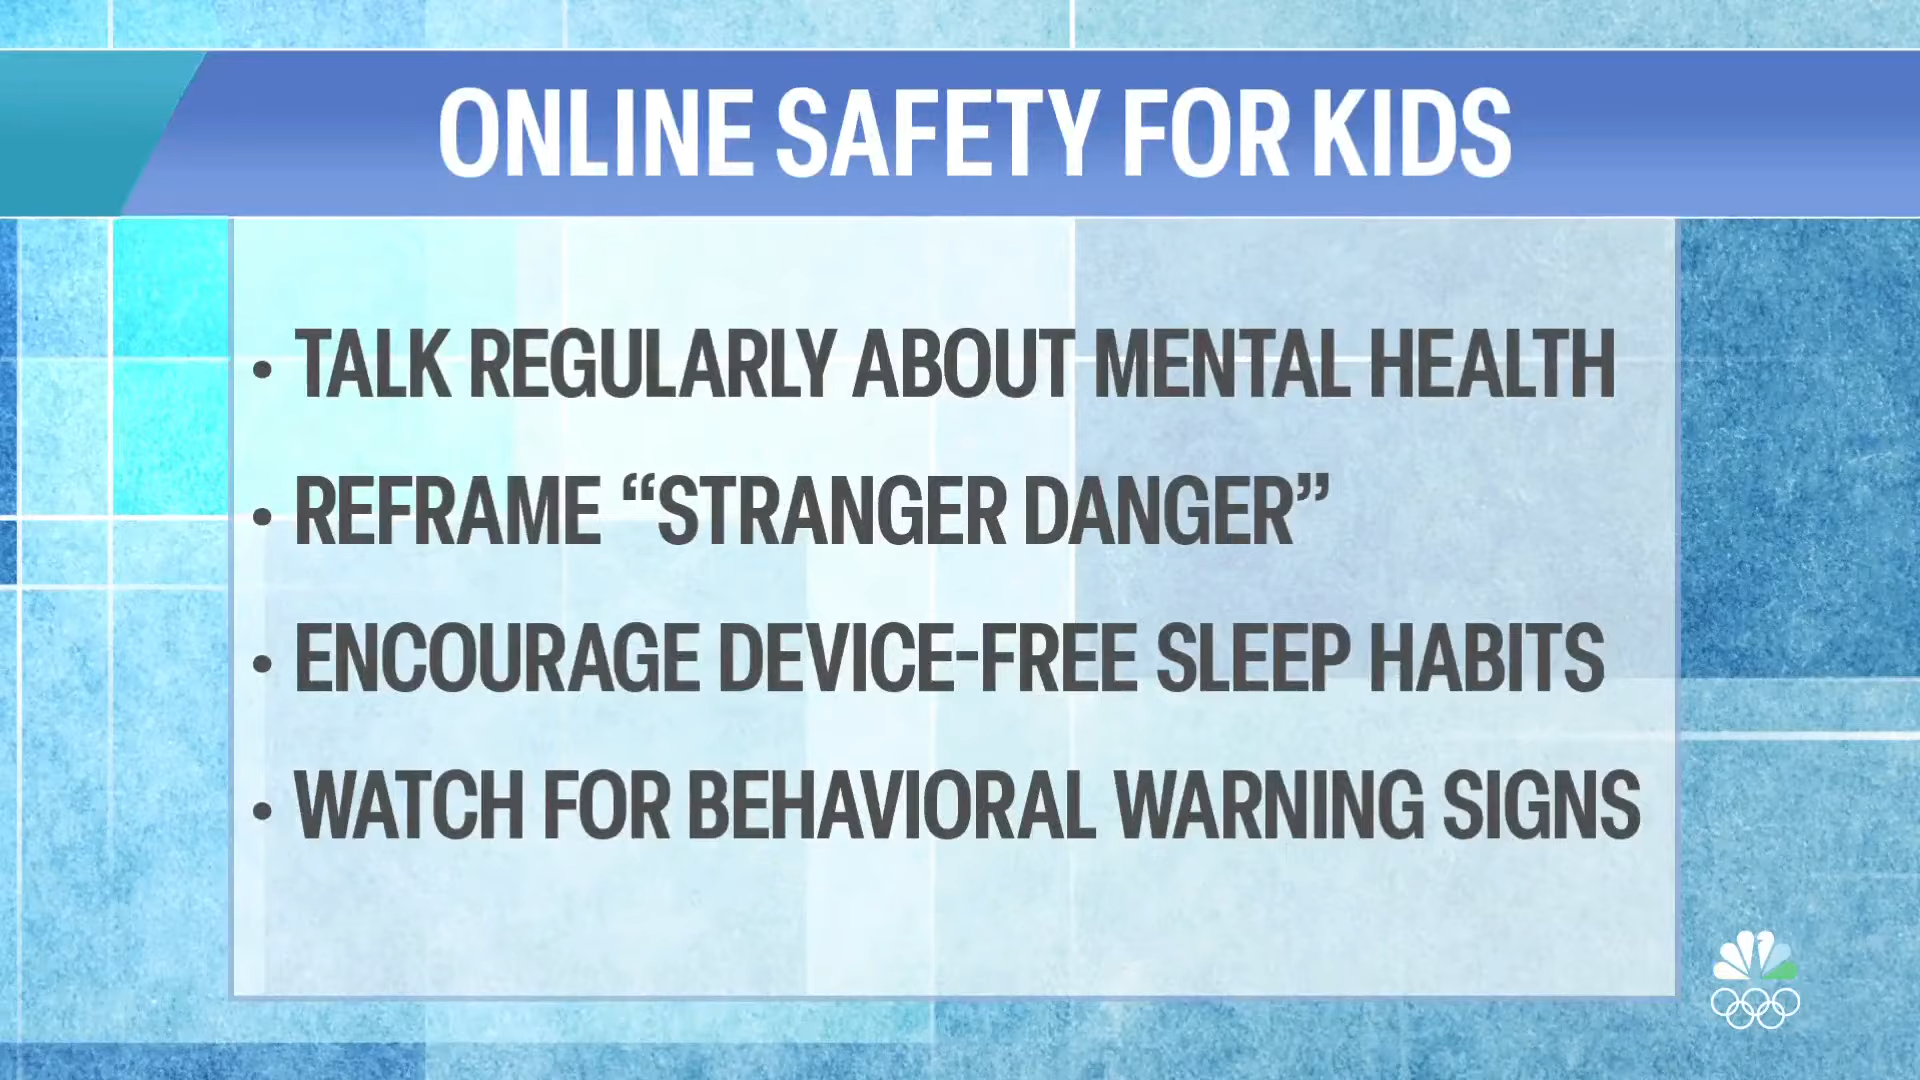 ONLINE SAFETY FOR KIDS
• TALK REGULARLY ABOUT MENTAL HEALTH
• REFRAME “STRANGER DANGER”
• ENCOURAGE DEVICE-FREE SLEEP HABITS
• WATCH FOR BEHAVIORAL WARNING SIGNS